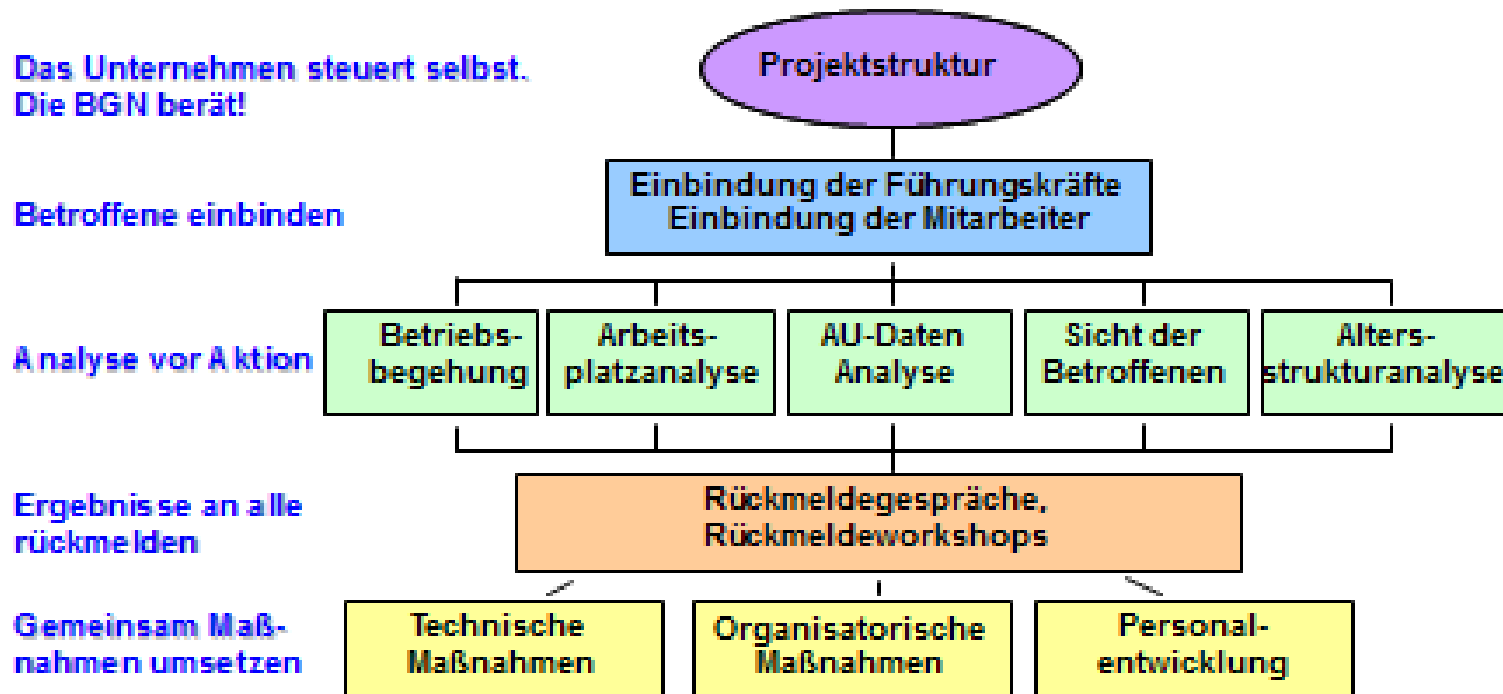 Das Unternehmen steuert selbst.
Die BGN berät!
Projektstruktur
Betroffene einbinden
Einbindung der Führungskräfte
Einbindung der Mitarbeiter
Analyse vor Aktion
Betriebs-
begehung
Arbeits-
platzanalyse
AU-Daten
Analyse
Sicht der
Betroffenen
Alters-
strukturanalyse
Ergebnisse an alle
rückmelden
Rückmeldegespräche,
Rückmeldeworkshops
Gemeinsam Maß-
nahmen umsetzen
Technische
Maßnahmen
Organisatorische
Maßnahmen
Personal-
entwicklung